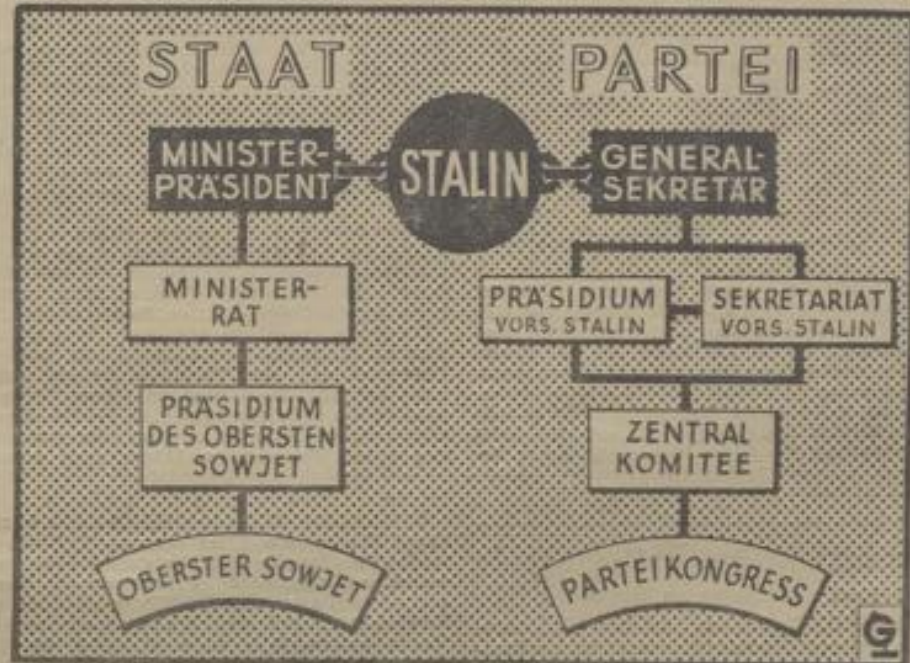 STAAT
PARTEI
MINISTER-
PRÄSIDENT
STALIN
GENERAL-
SEKRETÄR
MINISTER-
RAT
PRÄSIDIUM
VORS. STALIN
SEKRETARIAT
VORS. STALIN
PRÄSIDIUM
DES OBERSTEN
SOWJET
ZENTRAL
KOMITEE
OBERSTER SOWJET
PARTEIKONGRESS
G